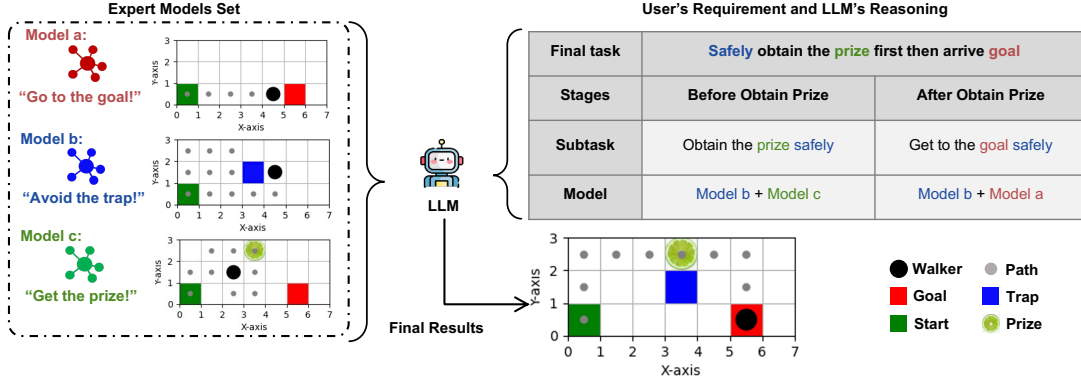 Expert Models Set
User's Requirement and LLM's Reasoning
Model a:
"Go to the goal!"
3
2
1
0
Y-axis
0 1 2 3 4 5 6 7
X-axis
Model b:
"Avoid the trap!"
3
2
1
0
Y-axis
0 1 2 3 4 5 6 7
X-axis
Model c:
"Get the prize!"
3
2
1
0
Y-axis
0 1 2 3 4 5 6 7
X-axis
LLM
Final Results
Final task Safely obtain the prize first then arrive goal
Stages Before Obtain Prize After Obtain Prize
Subtask Obtain the prize safely Get to the goal safely
Model Model b + Model c Model b + Model a
3
2
1
0
Y-axis
0 1 2 3 4 5 6 7
X-axis
Walker Path
Goal Trap
Start Prize